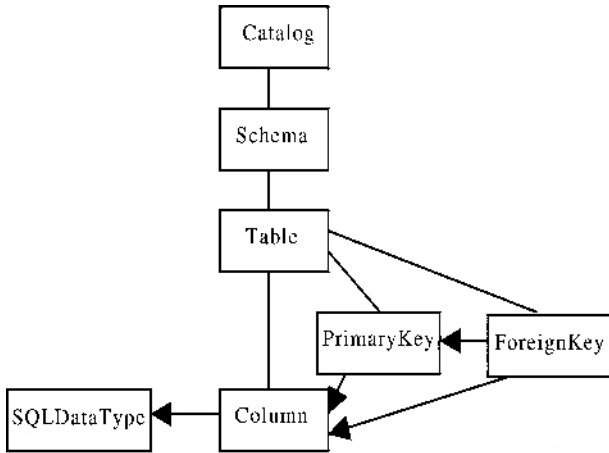 Catalog
Schema
Table
PrimaryKey
ForeignKey
SQLDataType
Column